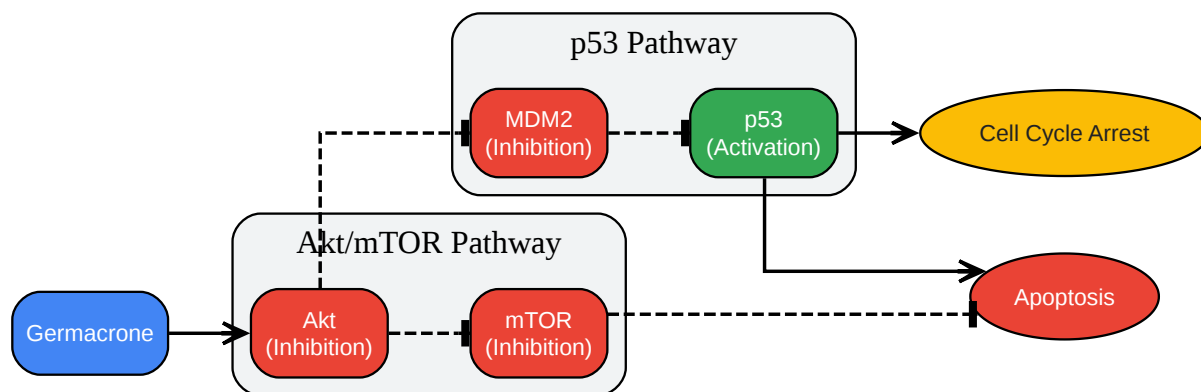 p53 Pathway
MDM2
(Inhibition)
p53
(Activation)
Cell Cycle Arrest
Akt/mTOR Pathway
Germacrone
Akt
(Inhibition)
mTOR
(Inhibition)
Apoptosis